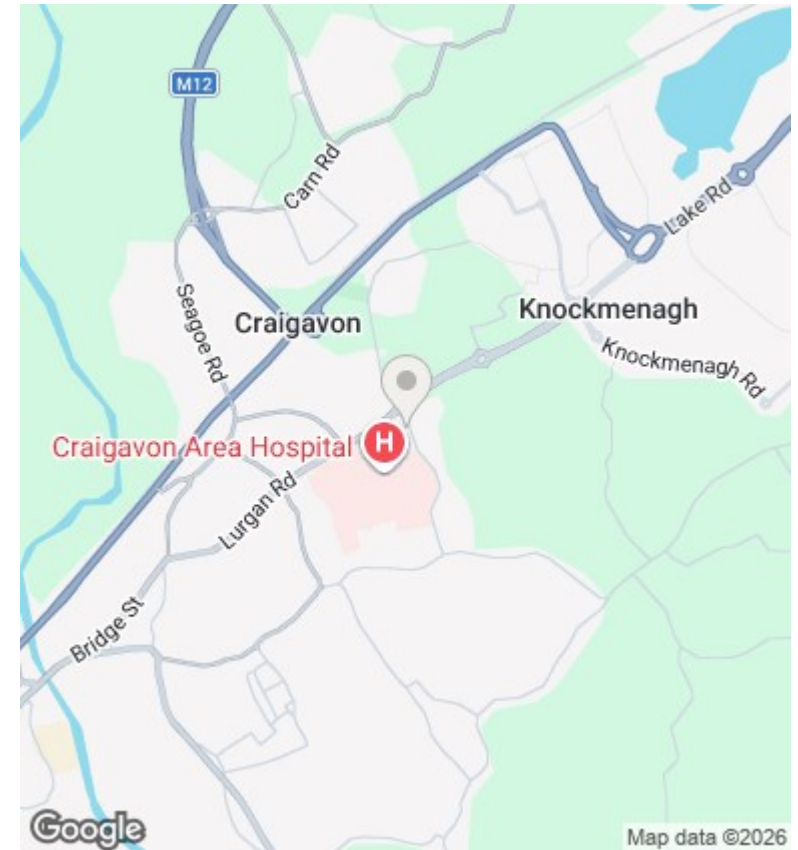 M12
Carn Rd
Lake Rd
Seagoe Rd
Craigavon
Knockmenagh
Knockmenagh Rd
Craigavon Area Hospital
H
Lurgan Rd
Bridge St
Google
Map data ©2026